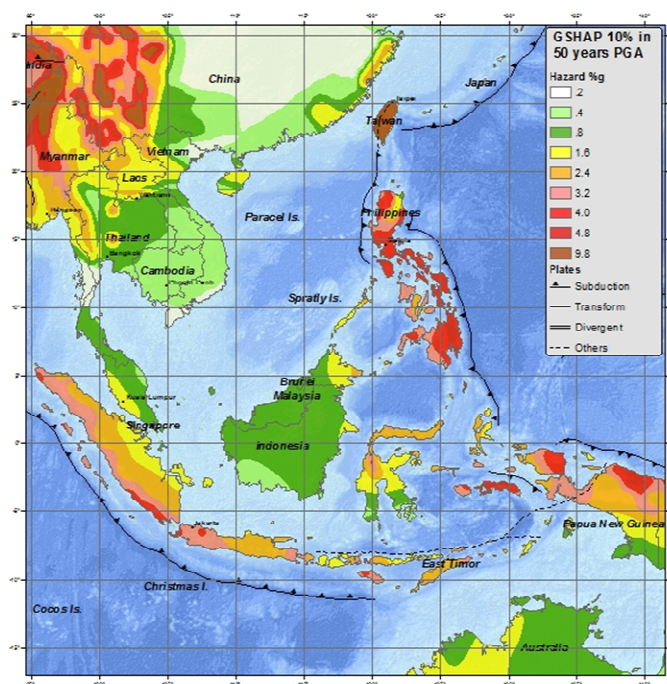 GSHAP 10% in
50 years PGA
Hazard %g
.2
.4
.8
1.6
2.4
3.2
4.0
4.8
9.8
Plates
Subduction
Transform
Divergent
Others
India
China
Japan
Taiwan
Myanmar
Vietnam
Laos
Paracel Is.
Philippines
Thailand
Bangkok
Cambodia
Spratly Is.
Brunei
Malaysia
Kuala Lumpur
Singapore
Indonesia
Jakarta
Papua New Guinea
East Timor
Christmas I.
Cocos Is.
Australia